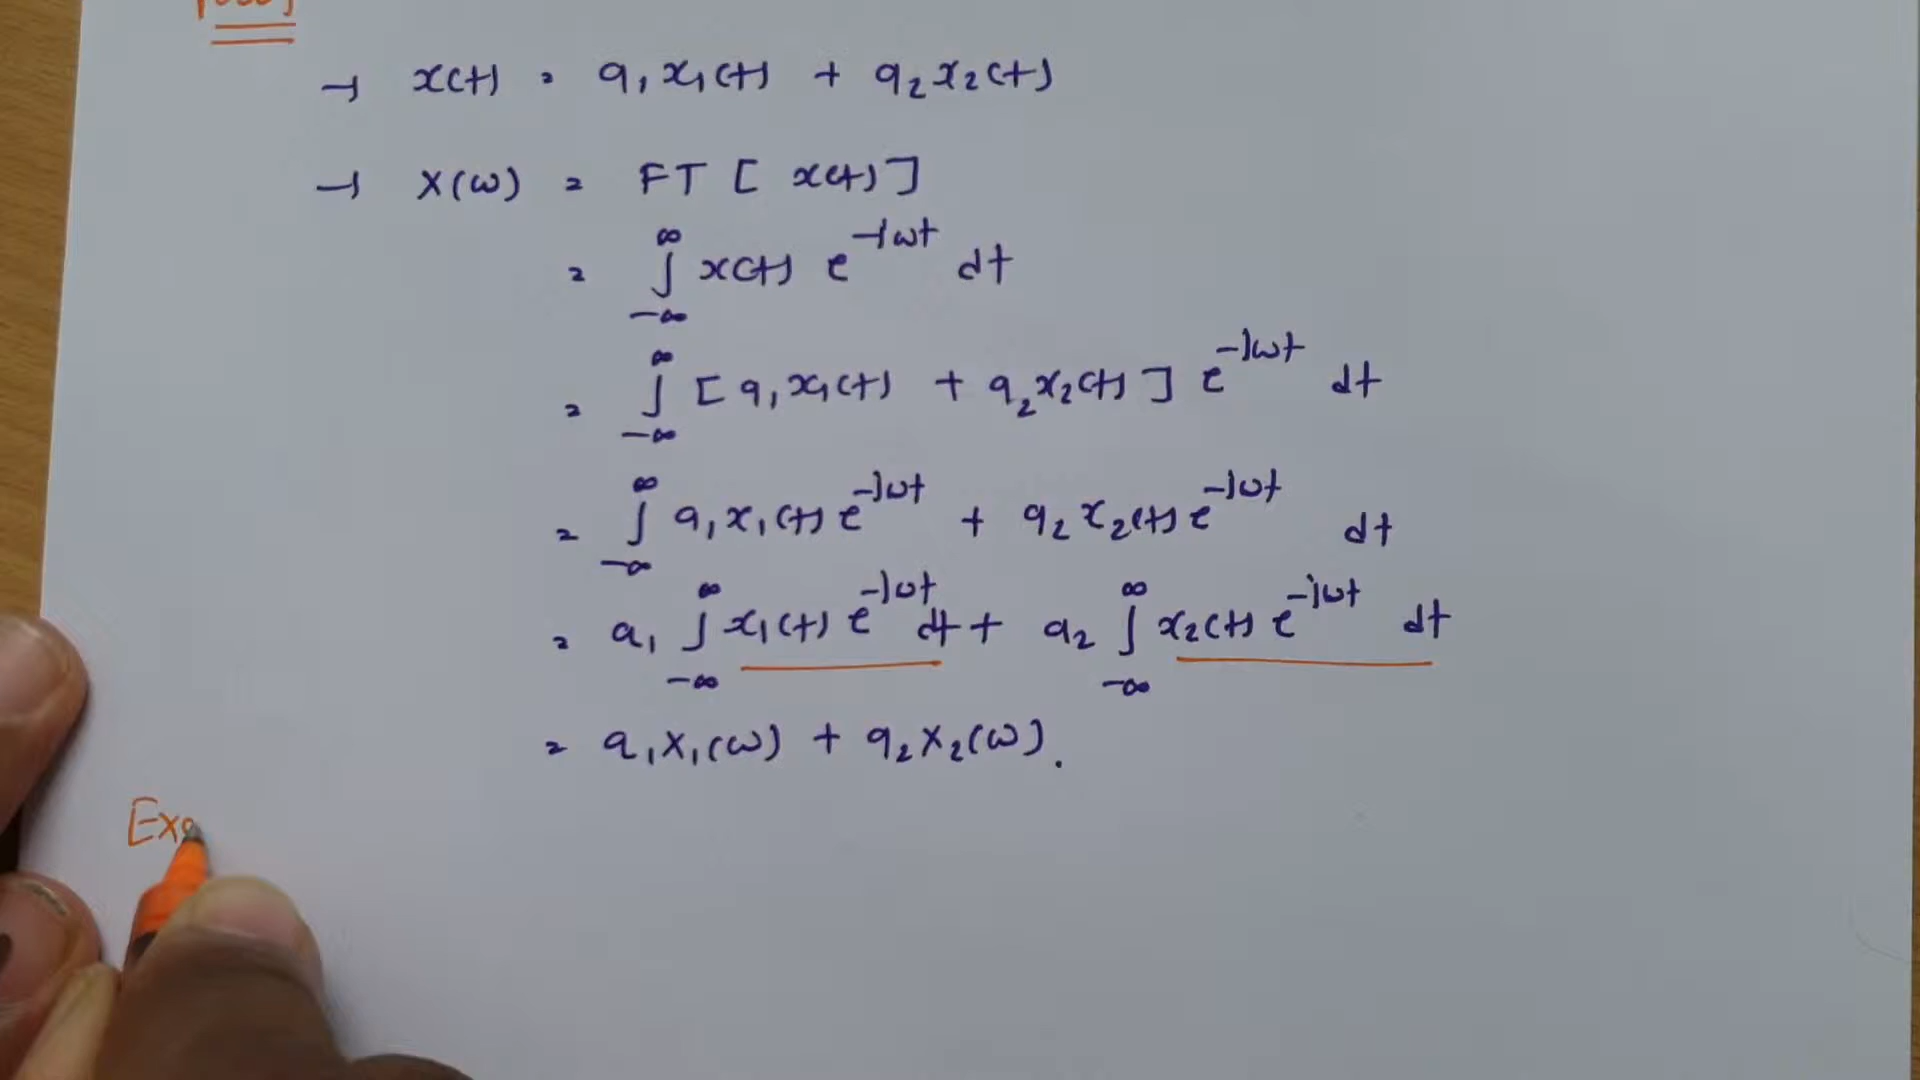 → x(t) = a₁x₁(t) + a₂x₂(t)
→ X(ω) = FT [ x(t) ]
= ∫_{-∞}^{∞} x(t) e^{-jωt} dt
= ∫_{-∞}^{∞} [ a₁x₁(t) + a₂x₂(t) ] e^{-jωt} dt
= ∫_{-∞}^{∞} a₁x₁(t) e^{-jωt} + a₂x₂(t) e^{-jωt} dt
= a₁ ∫_{-∞}^{∞} x₁(t) e^{-jωt} dt + a₂ ∫_{-∞}^{∞} x₂(t) e^{-jωt} dt
= a₁X₁(ω) + a₂X₂(ω).
Exa